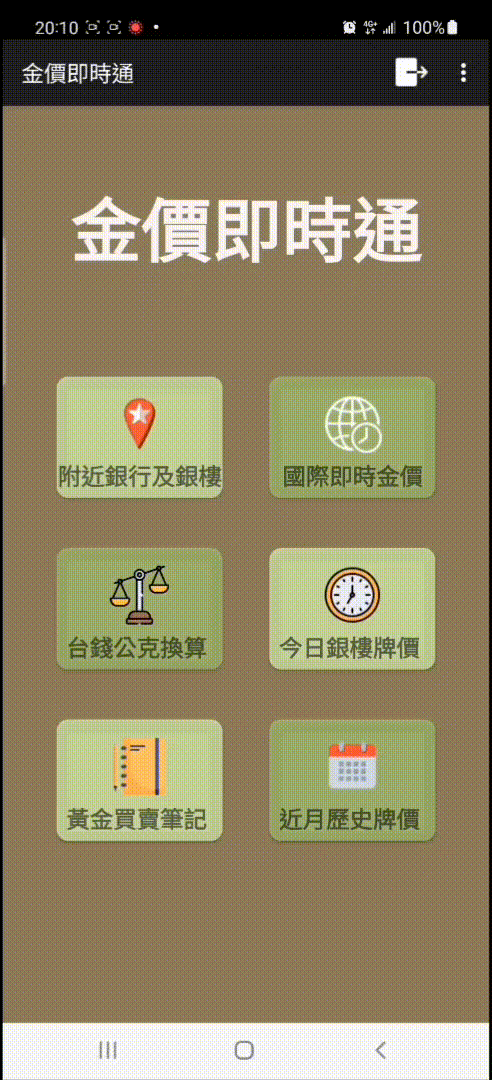 20:10
4G+
100%
金價即時通
金價即時通
附近銀行及銀樓
國際即時金價
台錢公克換算
今日銀樓牌價
黃金買賣筆記
近月歷史牌價